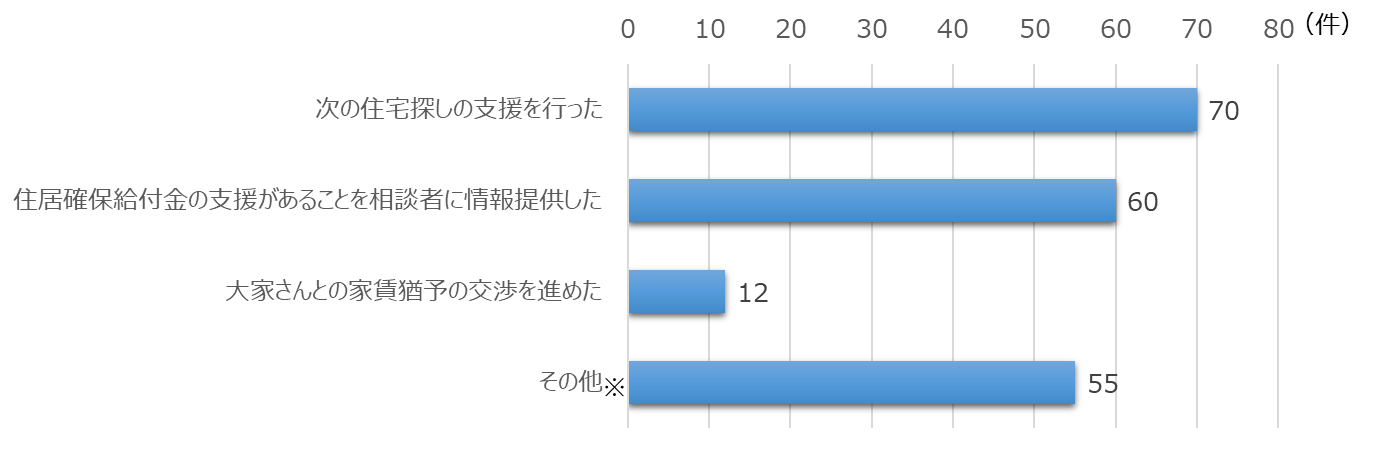 0 10 20 30 40 50 60 70 80 (件)
次の住宅探しの支援を行った 70
住居確保給付金の支援があることを相談者に情報提供した 60
大家さんとの家賃猶予の交渉を進めた 12
その他※ 55